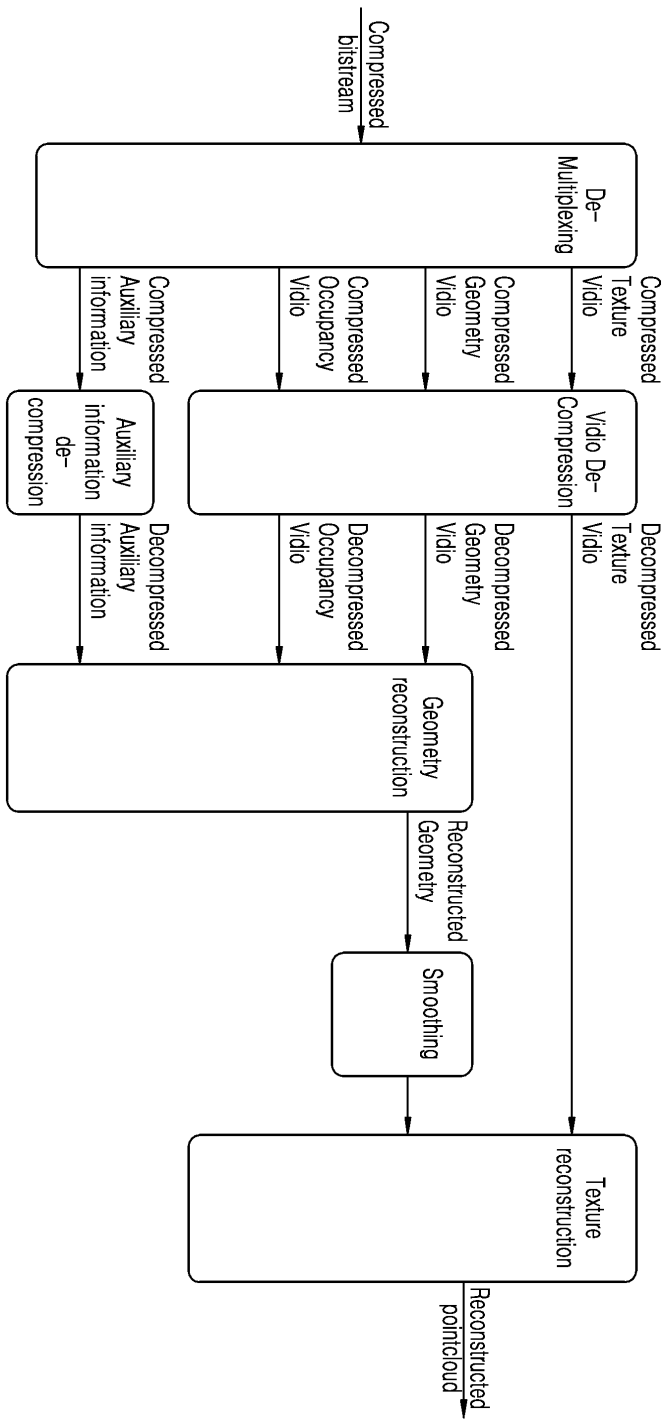 Compressed
bitstream
De-
Multiplexing
Compressed
Texture
Vidio
Compressed
Geometry
Vidio
Compressed
Occupancy
Vidio
Compressed
Auxiliary
information
Vidio De-
Compression
Auxiliary
information
de-
compression
Decompressed
Texture
Vidio
Decompressed
Geometry
Vidio
Decompressed
Occupancy
Vidio
Decompressed
Auxiliary
information
Geometry
reconstruction
Reconstructed
Geometry
Smoothing
Texture
reconstruction
Reconstructed
pointcloud